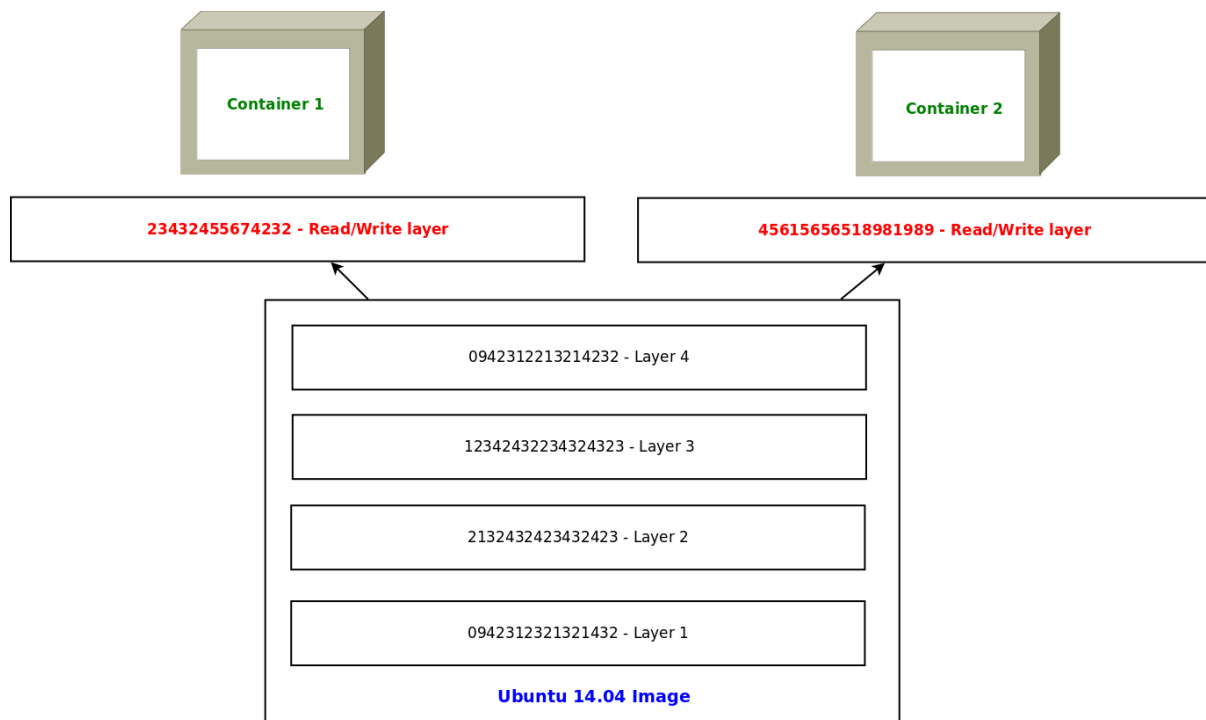 Container 1
Container 2
23432455674232 - Read/Write layer
45615656518981989 - Read/Write layer
0942312213214232 - Layer 4
12342432234324323 - Layer 3
2132432423432423 - Layer 2
0942312321321432 - Layer 1
Ubuntu 14.04 Image